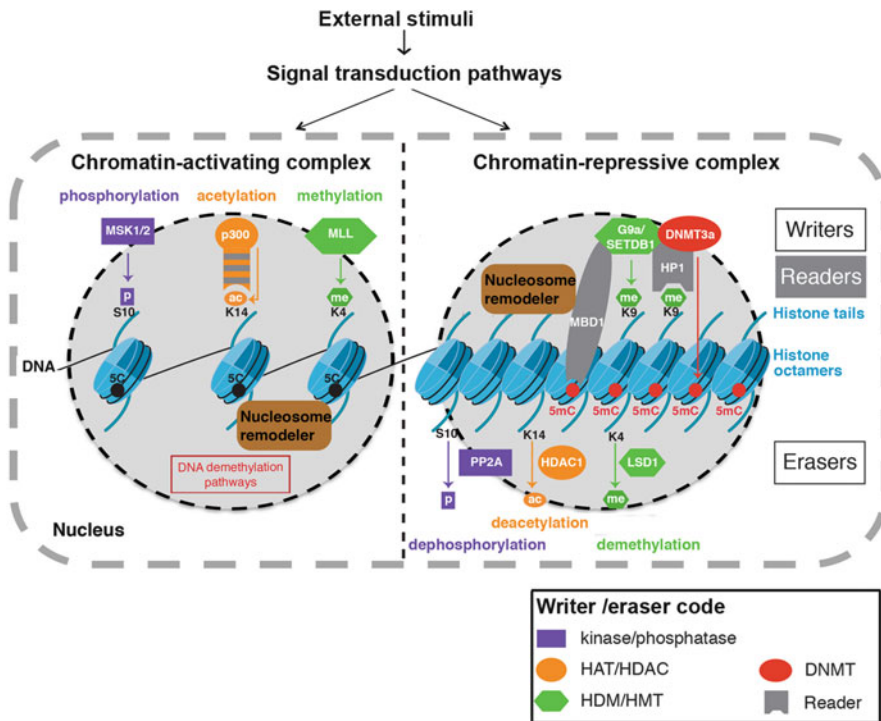 External stimuli
Signal transduction pathways
Chromatin-activating complex
Chromatin-repressive complex
phosphorylation
acetylation
methylation
MSK1/2
p300
MLL
G9a/
SETDB1
DNMT3a
Writers
Readers
HP1
Nucleosome
remodeler
MBD1
p
ac
me
me
me
S10
K14
K4
K9
K9
Histone tails
DNA
Histone
octamers
5C
5C
5C
5mC
5mC
5mC
5mC
5mC
Nucleosome
remodeler
S10
K14
K4
DNA demethylation
pathways
PP2A
HDAC1
LSD1
Erasers
p
ac
me
Nucleus
deacetylation
dephosphorylation
demethylation
Writer /eraser code
kinase/phosphatase
HAT/HDAC
DNMT
HDM/HMT
Reader